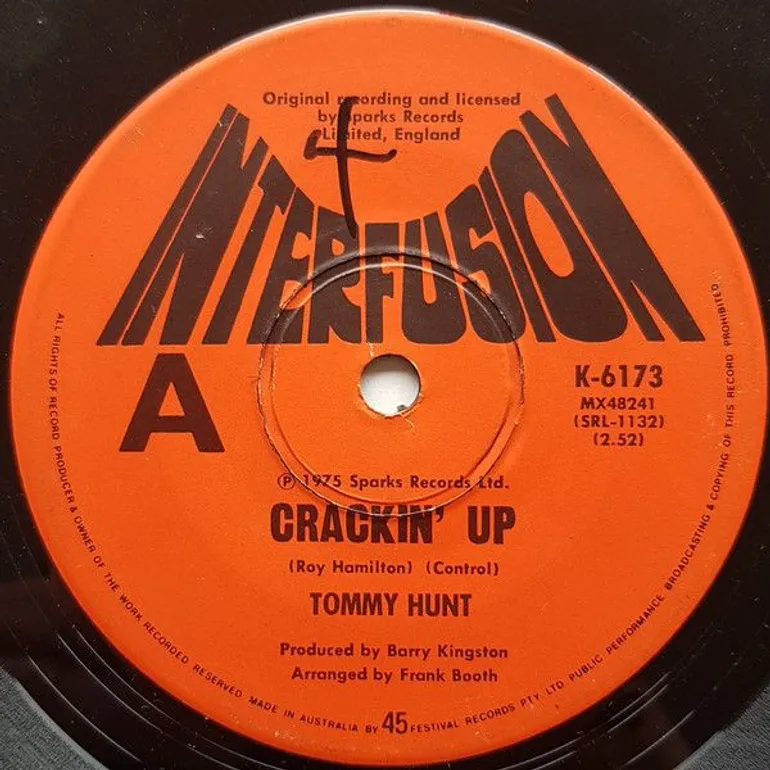 Original recording and licensed
by Sparks Records
Limited, England
4
INTERFUSION
A
K-6173
MX48241
(SRL-1132)
(2.52)
Ⓟ 1975 Sparks Records Ltd.
CRACKIN' UP
(Roy Hamilton) (Control)
TOMMY HUNT
Produced by Barry Kingston
Arranged by Frank Booth
ALL RIGHTS OF RECORD PRODUCER & OWNER OF THE WORK RECORDED RESERVED MADE IN AUSTRALIA BY 45 FESTIVAL RECORDS PTY LTD PUBLIC PERFORMANCE BROADCASTING & COPYING OF THIS RECORD PROHIBITED